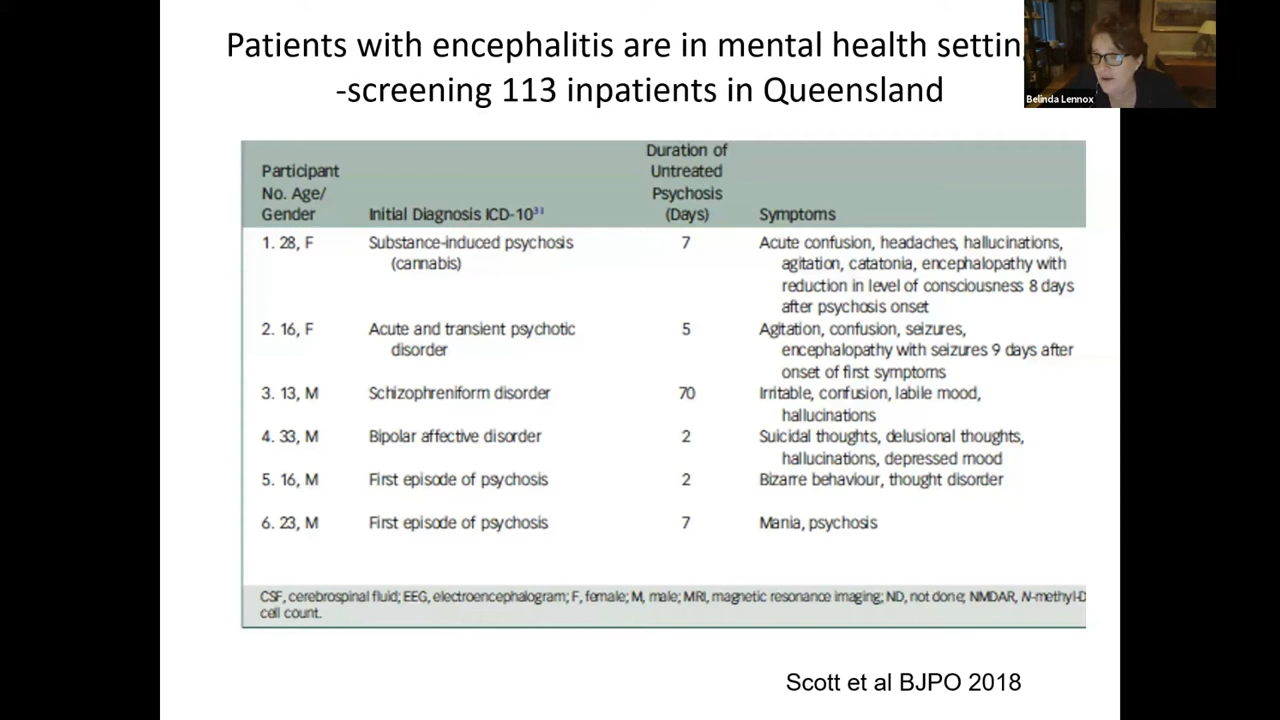 Patients with encephalitis are in mental health settin
-screening 113 inpatients in Queensland
Belinda Lennox
Participant No. Age/ Gender
Initial Diagnosis ICD-10³¹
Duration of Untreated Psychosis (Days)
Symptoms
1. 28, F Substance-induced psychosis 7 Acute confusion, headaches, hallucinations,
(cannabis) agitation, catatonia, encephalopathy with
reduction in level of consciousness 8 days
after psychosis onset
2. 16, F Acute and transient psychotic 5 Agitation, confusion, seizures,
disorder encephalopathy with seizures 9 days after
onset of first symptoms
3. 13, M Schizophreniform disorder 70 Irritable, confusion, labile mood,
hallucinations
4. 33, M Bipolar affective disorder 2 Suicidal thoughts, delusional thoughts,
hallucinations, depressed mood
5. 16, M First episode of psychosis 2 Bizarre behaviour, thought disorder
6. 23, M First episode of psychosis 7 Mania, psychosis
CSF, cerebrospinal fluid; EEG, electroencephalogram; F, female; M, male; MRI, magnetic resonance imaging; ND, not done; NMDAR, N-methyl-D
cell count.
Scott et al BJPO 2018